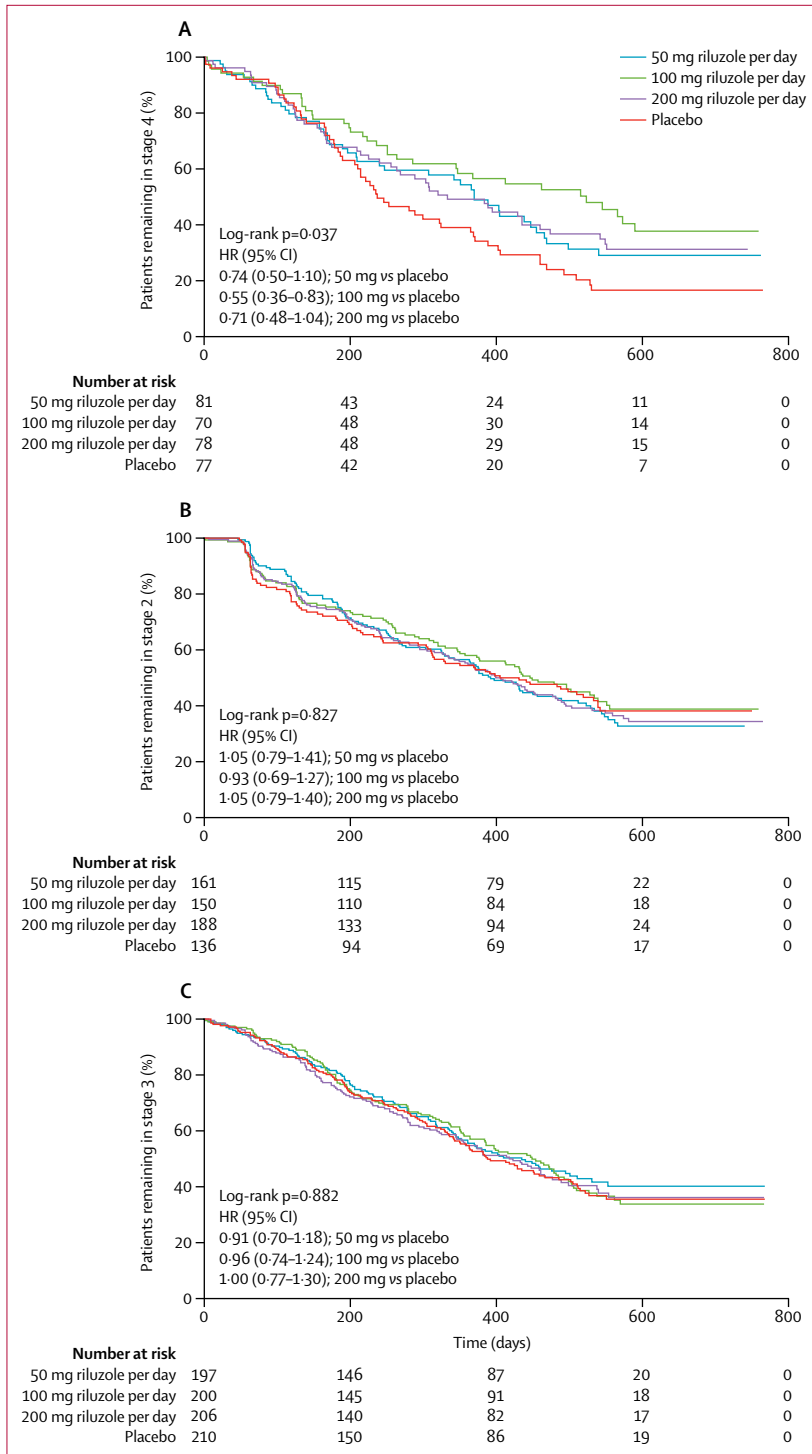 A
100
80
60
40
20
0
Patients remaining in stage 4 (%)
50 mg riluzole per day
100 mg riluzole per day
200 mg riluzole per day
Placebo
Log-rank p=0·037
HR (95% CI)
0·74 (0·50–1·10); 50 mg vs placebo
0·55 (0·36–0·83); 100 mg vs placebo
0·71 (0·48–1·04); 200 mg vs placebo
0 200 400 600 800
Number at risk
50 mg riluzole per day 81 43 24 11 0
100 mg riluzole per day 70 48 30 14 0
200 mg riluzole per day 78 48 29 15 0
Placebo 77 42 20 7 0
B
100
80
60
40
20
0
Patients remaining in stage 2 (%)
Log-rank p=0·827
HR (95% CI)
1·05 (0·79–1·41); 50 mg vs placebo
0·93 (0·69–1·27); 100 mg vs placebo
1·05 (0·79–1·40); 200 mg vs placebo
0 200 400 600 800
Number at risk
50 mg riluzole per day 161 115 79 22 0
100 mg riluzole per day 150 110 84 18 0
200 mg riluzole per day 188 133 94 24 0
Placebo 136 94 69 17 0
C
100
80
60
40
20
0
Patients remaining in stage 3 (%)
Log-rank p=0·882
HR (95% CI)
0·91 (0·70–1·18); 50 mg vs placebo
0·96 (0·74–1·24); 100 mg vs placebo
1·00 (0·77–1·30); 200 mg vs placebo
0 200 400 600 800
Time (days)
Number at risk
50 mg riluzole per day 197 146 87 20 0
100 mg riluzole per day 200 145 91 18 0
200 mg riluzole per day 206 140 82 17 0
Placebo 210 150 86 19 0